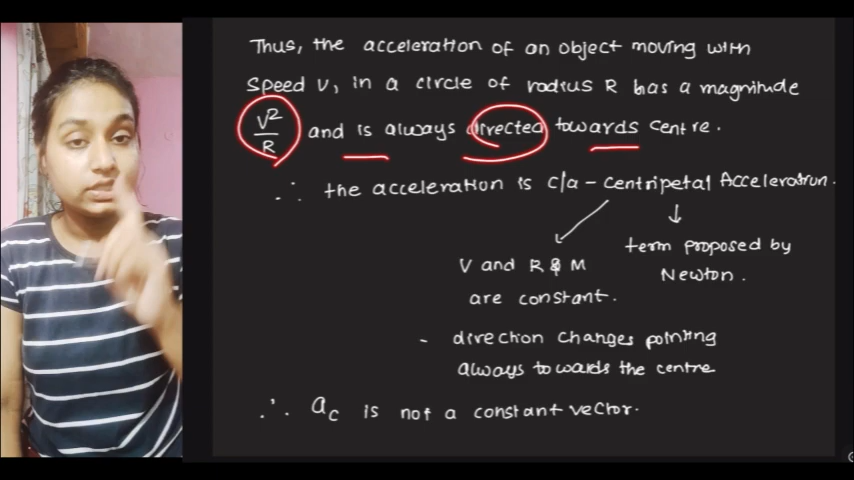 Thus, the acceleration of an object moving with
speed v, in a circle of radius R has a magnitude
V²/R and is always directed towards centre.
∴ the acceleration is c/a - centripetal Acceleration.
V and R & M
are constant.
term proposed by
Newton.
- direction changes pointing
always towards the centre
∴ ac is not a constant vector.